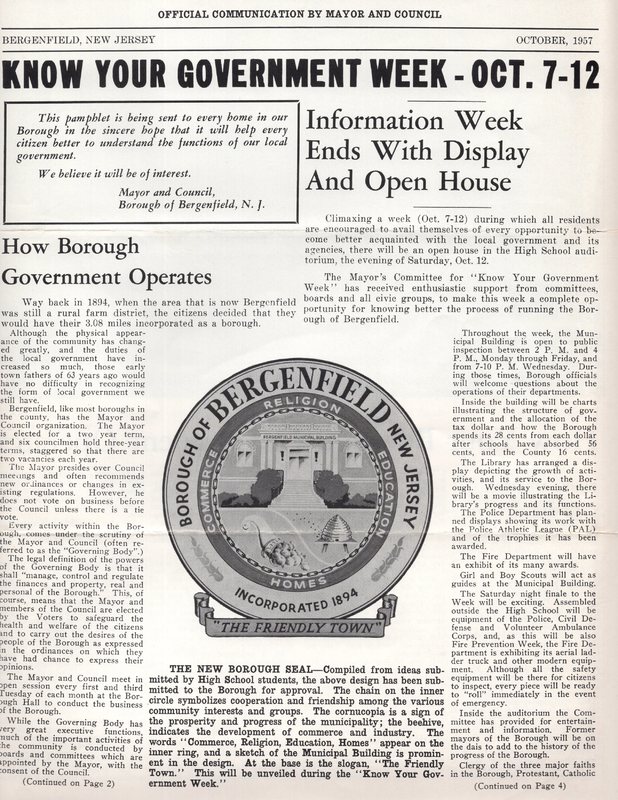 OFFICIAL COMMUNICATION BY MAYOR AND COUNCIL
BERGENFIELD, NEW JERSEY
OCTOBER, 1957
KNOW YOUR GOVERNMENT WEEK - OCT. 7-12
This pamphlet is being sent to every home in our
Borough in the sincere hope that it will help every
citizen better to understand the functions of our local
government.
We believe it will be of interest.
Mayor and Council,
Borough of Bergenfield, N. J.
How Borough
Government Operates
Way back in 1894, when the area that is now Bergenfield
was still a rural farm district, the citizens decided that they
would have their 3.08 miles incorporated as a borough.
Although the physical appear-
ance of the community has chang-
ed greatly, and the duties of
the local government have in-
creased so much, those early
town fathers of 63 years ago would
have no difficulty in recognizing
the form of local government we
still have.
Bergenfield, like most boroughs in
the county, has the Mayor and
Council organization. The Mayor
is elected for a two year term,
and six councilmen hold three-year
terms, staggered so that there are
two vacancies each year.
The Mayor presides over Council
meetings and often recommends
new ordinances or changes in ex-
isting regulations. However, he
does not vote on business before
the Council unless there is a tie
vote.
Every activity within the Bor-
ough, comes under the scrutiny of
the Mayor and Council (often re-
ferred to as the "Governing Body".)
The legal definition of the powers
of the Governing Body is that it
shall "manage, control and regulate
the finances and property, real and
personal of the Borough." This, of
course, means that the Mayor and
members of the Council are elected
by the Voters to safeguard the
health and welfare of the citizens
and to carry out the desires of the
people of the Borough as expressed
in the ordinances on which they
have had chance to express their
opinions.
The Mayor and Council meet in
open session every first and third
Tuesday of each month at the Bor-
ough Hall to conduct the business
of the Borough.
While the Governing Body has
very great executive functions,
much of the important activities of
the community is conducted by
boards and committees which are
appointed by the Mayor, with the
consent of the Council.
(Continued on Page 2)
BOROUGH OF BERGENFIELD NEW JERSEY
RELIGION
COMMERCE
EDUCATION
HOMES
BERGENFIELD MUNICIPAL BUILDING
INCORPORATED 1894
"THE FRIENDLY TOWN"
THE NEW BOROUGH SEAL—Compiled from ideas sub-
mitted by High School students, the above design has been sub-
mitted to the Borough for approval. The chain on the inner
circle symbolizes cooperation and friendship among the various
community interests and groups. The cornucopia is a sign of
the prosperity and progress of the municipality; the beehive,
indicates the development of commerce and industry. The
words "Commerce, Religion, Education, Homes" appear on the
inner ring, and a sketch of the Municipal Building is promin-
ent in the design. At the base is the slogan, "The Friendly
Town." This will be unveiled during the "Know Your Gov-
ernment Week."
Information Week
Ends With Display
And Open House
Climaxing a week (Oct. 7-12) during which all residents
are encouraged to avail themselves of every opportunity to be-
come better acquainted with the local government and its
agencies, there will be an open house in the High School audi-
torium, the evening of Saturday, Oct. 12.
The Mayor's Committee for "Know Your Government
Week" has received enthusiastic support from committees,
boards and all civic groups, to make this week a complete op-
portunity for knowing better the process of running the Bor-
ough of Bergenfield.
Throughout the week, the Mun-
icipal Building is open to public
inspection between 2 P. M. and 4
P. M., Monday through Friday, and
from 7-10 P. M. Wednesday. Dur-
ing those times, Borough officials
will welcome questions about the
operations of their departments.
Inside the building will be charts
illustrating the structure of gov-
ernment and the allocation of the
tax dollar and how the Borough
spends its 28 cents from each dollar
after schools have absorbed 56
cents, and the County 16 cents.
The Library has arranged a dis-
play depicting the growth of acti-
vities, and its service to the Bor-
ough. Wednesday evening, there
will be a movie illustrating the Li-
brary's progress and its functions.
The Police Department has plan-
ned displays showing its work with
the Police Athletic League (PAL)
and of the trophies it has been
awarded.
The Fire Department will have
an exhibit of its many awards.
Girl and Boy Scouts will act as
guides at the Municipal Building.
The Saturday night finale to the
Week will be exciting. Assembled
outside the High School will be
equipment of the Police, Civil De-
fense and Volunteer Ambulance
Corps, and, as this will be also
Fire Prevention Week, the Fire De-
partment is exhibiting its aerial lad-
der truck and other modern equip-
ment. Although all the safety
equipment will be there for citizens
to inspect, every piece will be ready
to "roll" immediately in the event
of emergency.
Inside the auditorium the Com-
mittee has provided for entertain-
ment and information. Former
mayors of the Borough will be on
the dais to add to the history of the
progress of the Borough.
Clergy of the three major faiths
in the Borough, Protestant, Catholic
(Continued on Page 4)